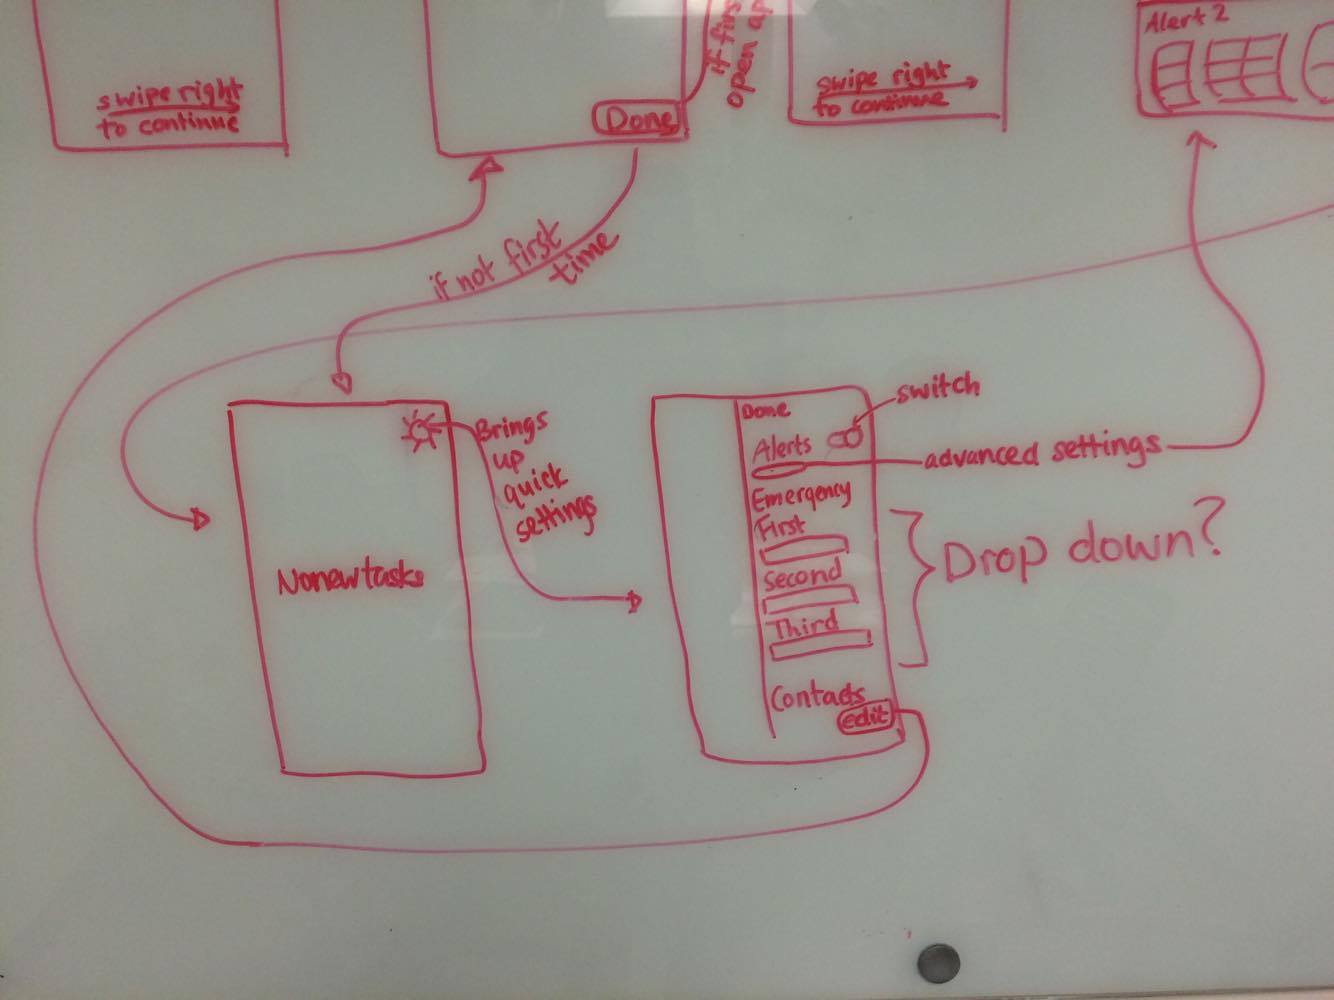 swipe right
to continue
Done
if first
open ap
swipe right
to continue
Alert 2
if not first
time
No new tasks
Brings
up
quick
settings
Done
switch
Alerts
advanced settings
Emergency
First
Second
Third
Drop down?
Contacts
edit